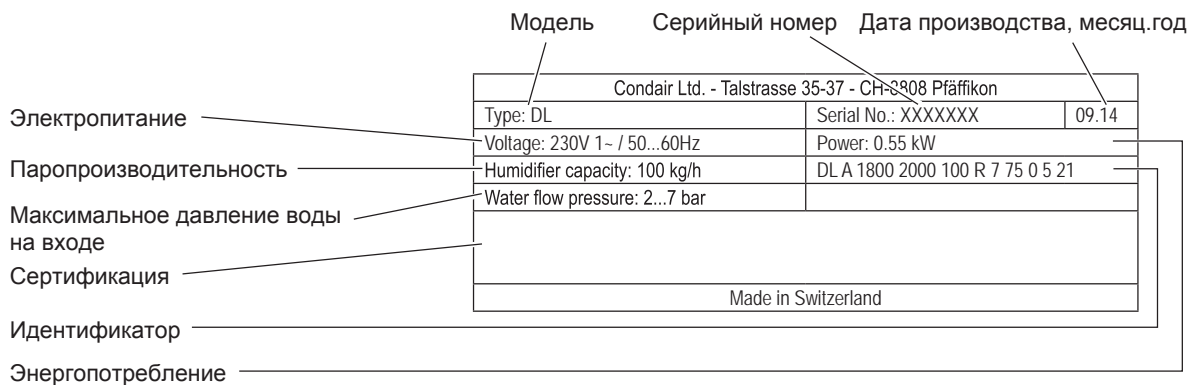 Модель
Серийный номер
Дата производства, месяц.год
Condair Ltd. - Talstrasse 35-37 - CH-8808 Pfäffikon
Type: DL
Serial No.: XXXXXXX
09.14
Voltage: 230V 1~ / 50...60Hz
Power: 0.55 kW
Humidifier capacity: 100 kg/h
DL A 1800 2000 100 R 7 75 0 5 21
Water flow pressure: 2...7 bar
Made in Switzerland
Электропитание
Паропроизводительность
Максимальное давление воды
на входе
Сертификация
Идентификатор
Энергопотребление